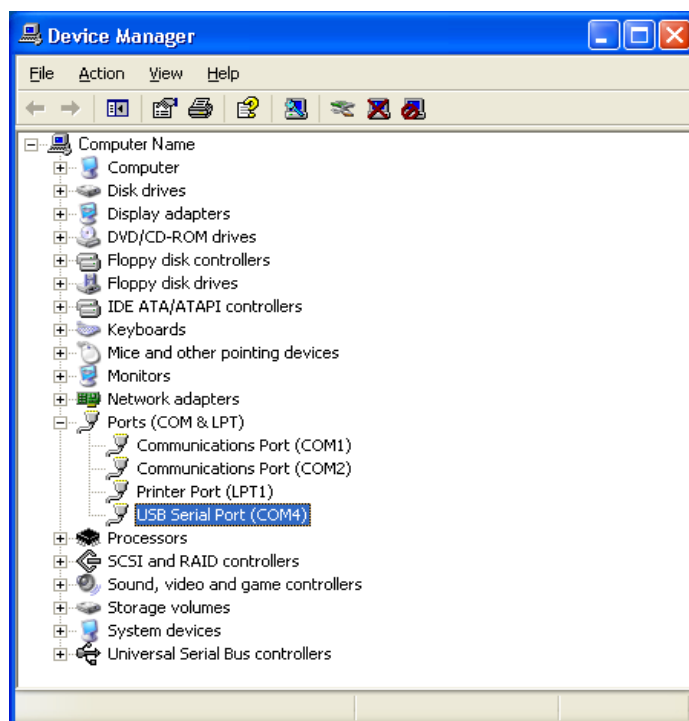 Device Manager
File Action View Help
Computer Name
Computer
Disk drives
Display adapters
DVD/CD-ROM drives
Floppy disk controllers
Floppy disk drives
IDE ATA/ATAPI controllers
Keyboards
Mice and other pointing devices
Monitors
Network adapters
Ports (COM & LPT)
Communications Port (COM1)
Communications Port (COM2)
Printer Port (LPT1)
USB Serial Port (COM4)
Processors
SCSI and RAID controllers
Sound, video and game controllers
Storage volumes
System devices
Universal Serial Bus controllers